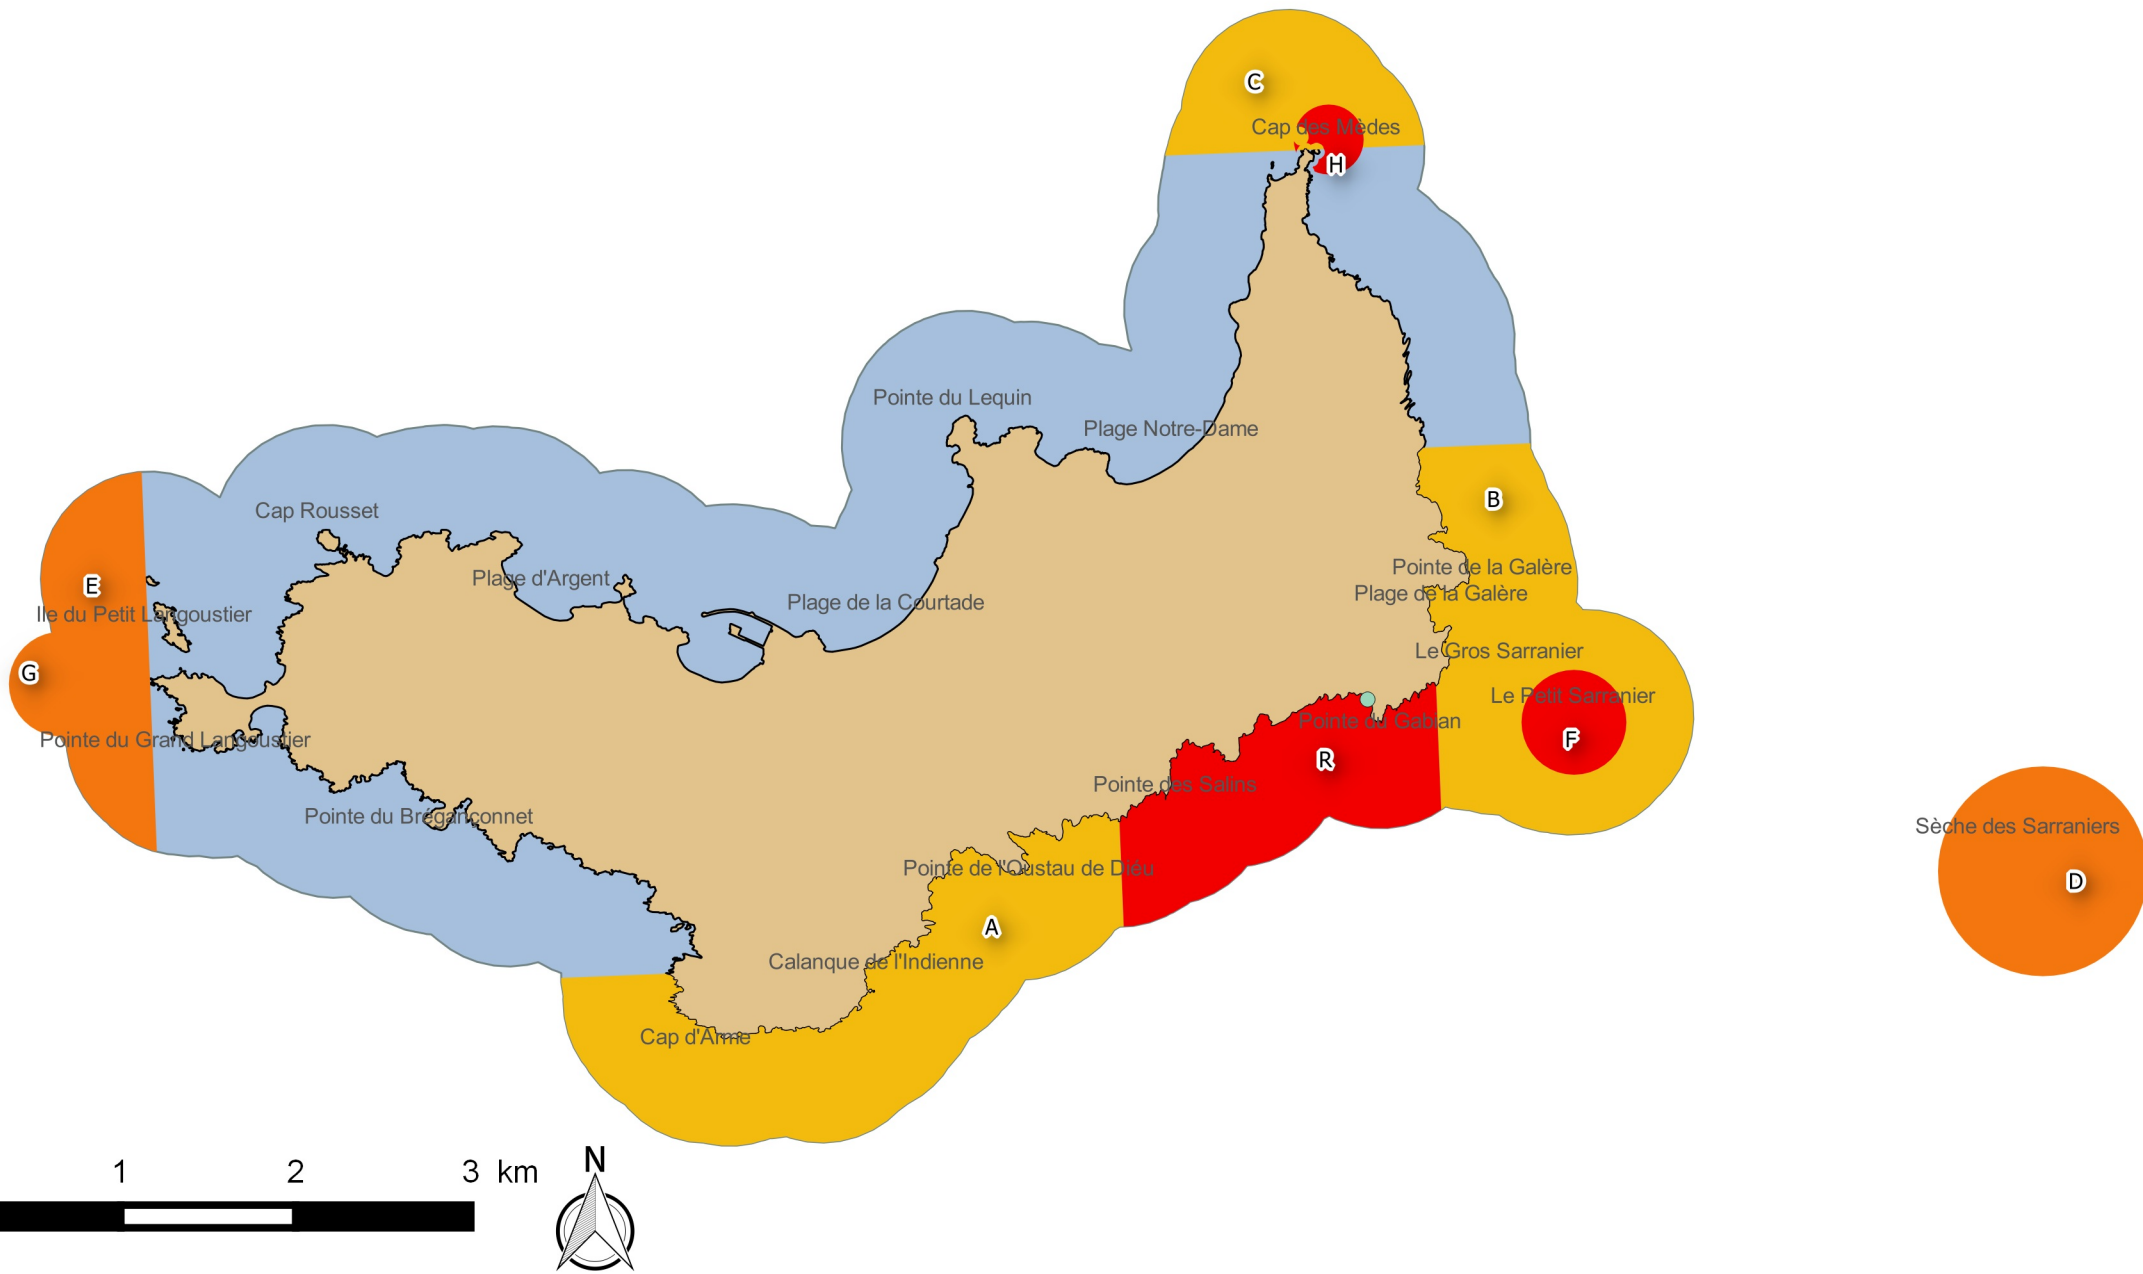 C
Cap des Mèdes
H
Pointe du Lequin
Plage Notre-Dame
B
Cap Rousset
Pointe de la Galère
Plage d'Argent
E
Plage de la Galère
Plage de la Courtade
Ile du Petit Langoustier
Le Gros Sarranier
G
Le Petit Sarranier
Pointe du Gabian
Pointe du Grand Langoustier
F
R
Pointe des Salins
Pointe du Brégançonnet
Sèche des Sarraniers
Pointe de l'Oustau de Diéu
D
A
Calanque de l'Indienne
Cap d'Arme
1 2 3 km
N